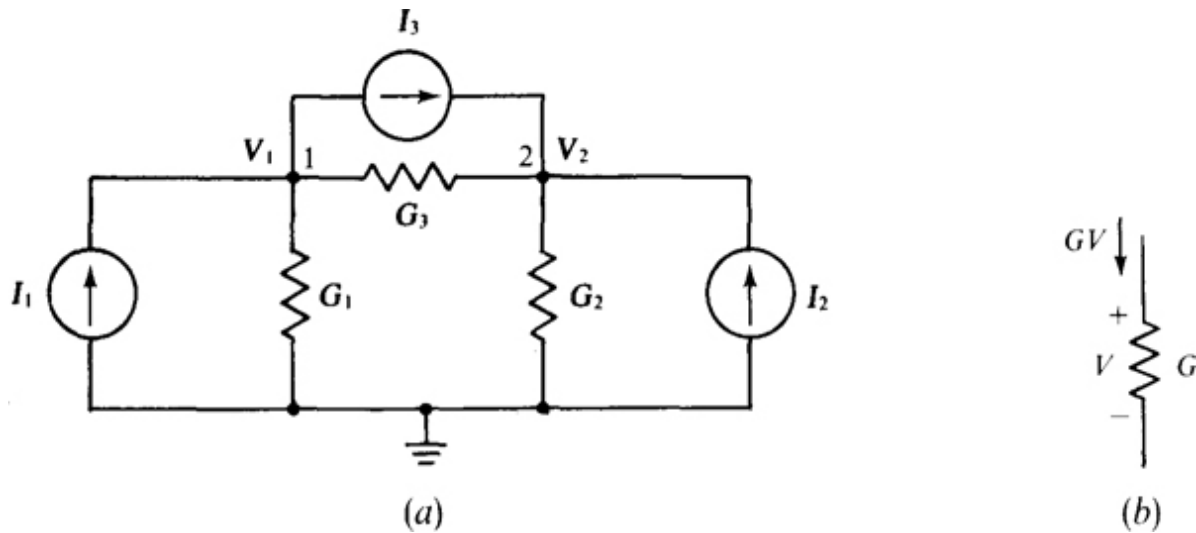 I₃
V₁ 1 2 V₂
G₃
I₁ G₁ G₂ I₂
(a)
GV
+
V G
−
(b)